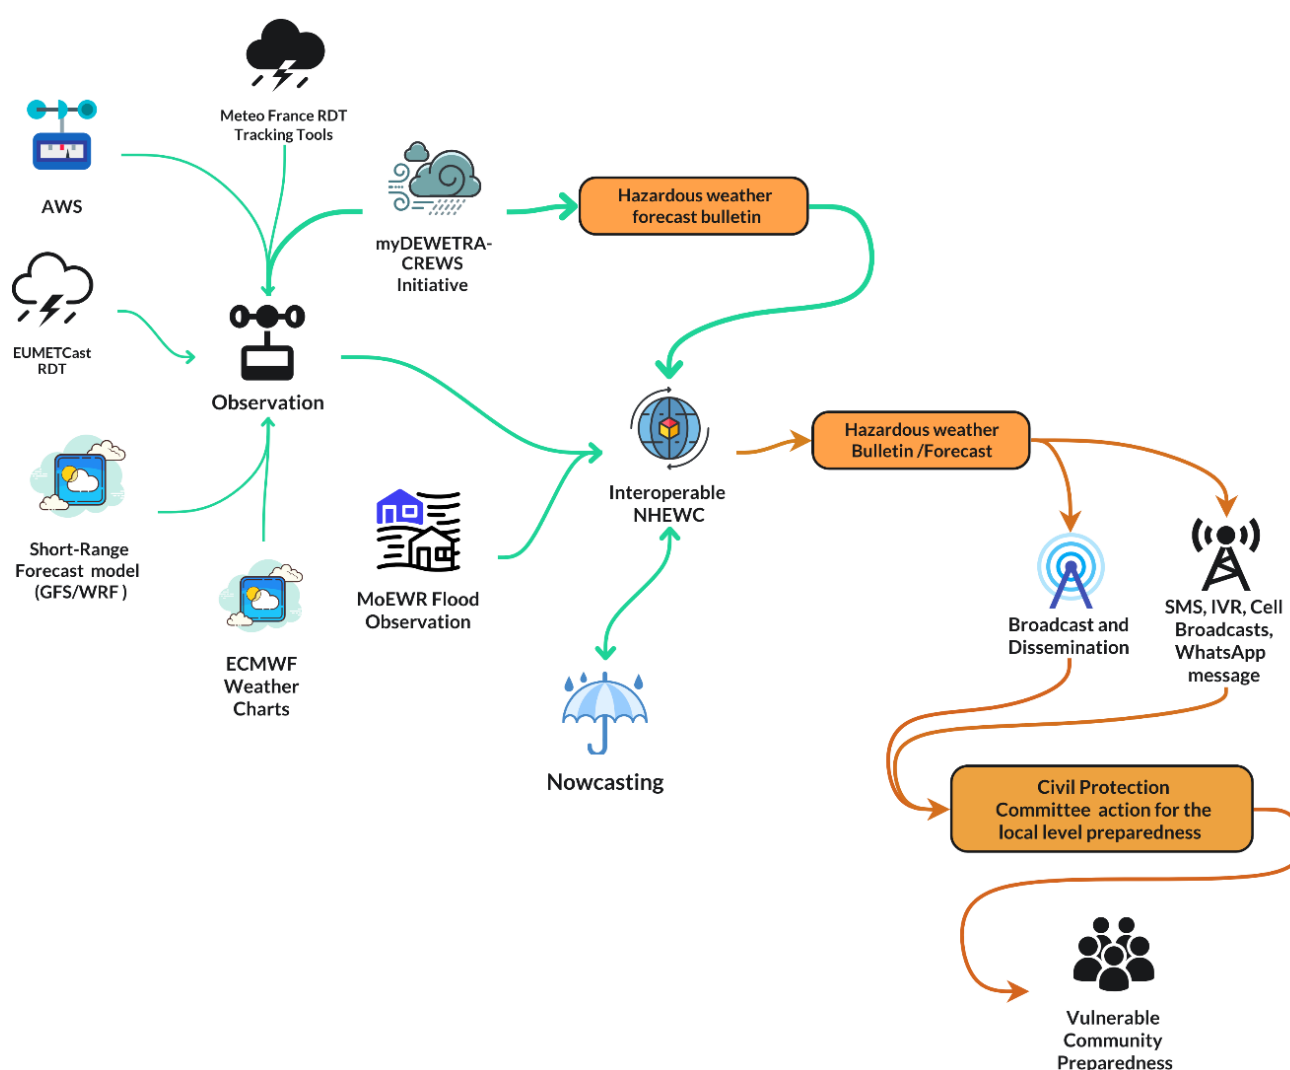 Meteo France RDT
Tracking Tools
AWS
myDEWETRA-
CREWS
Initiative
Hazardous weather
forecast bulletin
EUMETCast
RDT
Observation
Short-Range
Forecast model
(GFS/WRF )
ECMWF
Weather
Charts
MoEWR Flood
Observation
Interoperable
NHEWC
Nowcasting
Hazardous weather
Bulletin /Forecast
Broadcast and
Dissemination
SMS, IVR, Cell
Broadcasts,
WhatsApp
message
Civil Protection
Committee action for the
local level preparedness
Vulnerable
Community
Preparedness